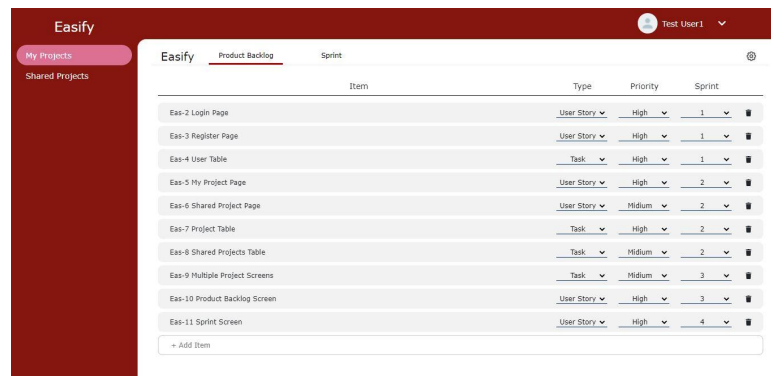 Easify
Test User1
My Projects
Shared Projects
Easify Product Backlog Sprint
Item Type Priority Sprint
Eas-2 Login Page User Story High 1
Eas-3 Register Page User Story High 1
Eas-4 User Table Task High 1
Eas-5 My Project Page User Story High 2
Eas-6 Shared Project Page User Story Midium 2
Eas-7 Project Table Task High 2
Eas-8 Shared Projects Table Task Midium 2
Eas-9 Multiple Project Screens Task Midium 3
Eas-10 Product Backlog Screen User Story High 3
Eas-11 Sprint Screen User Story High 4
+ Add Item